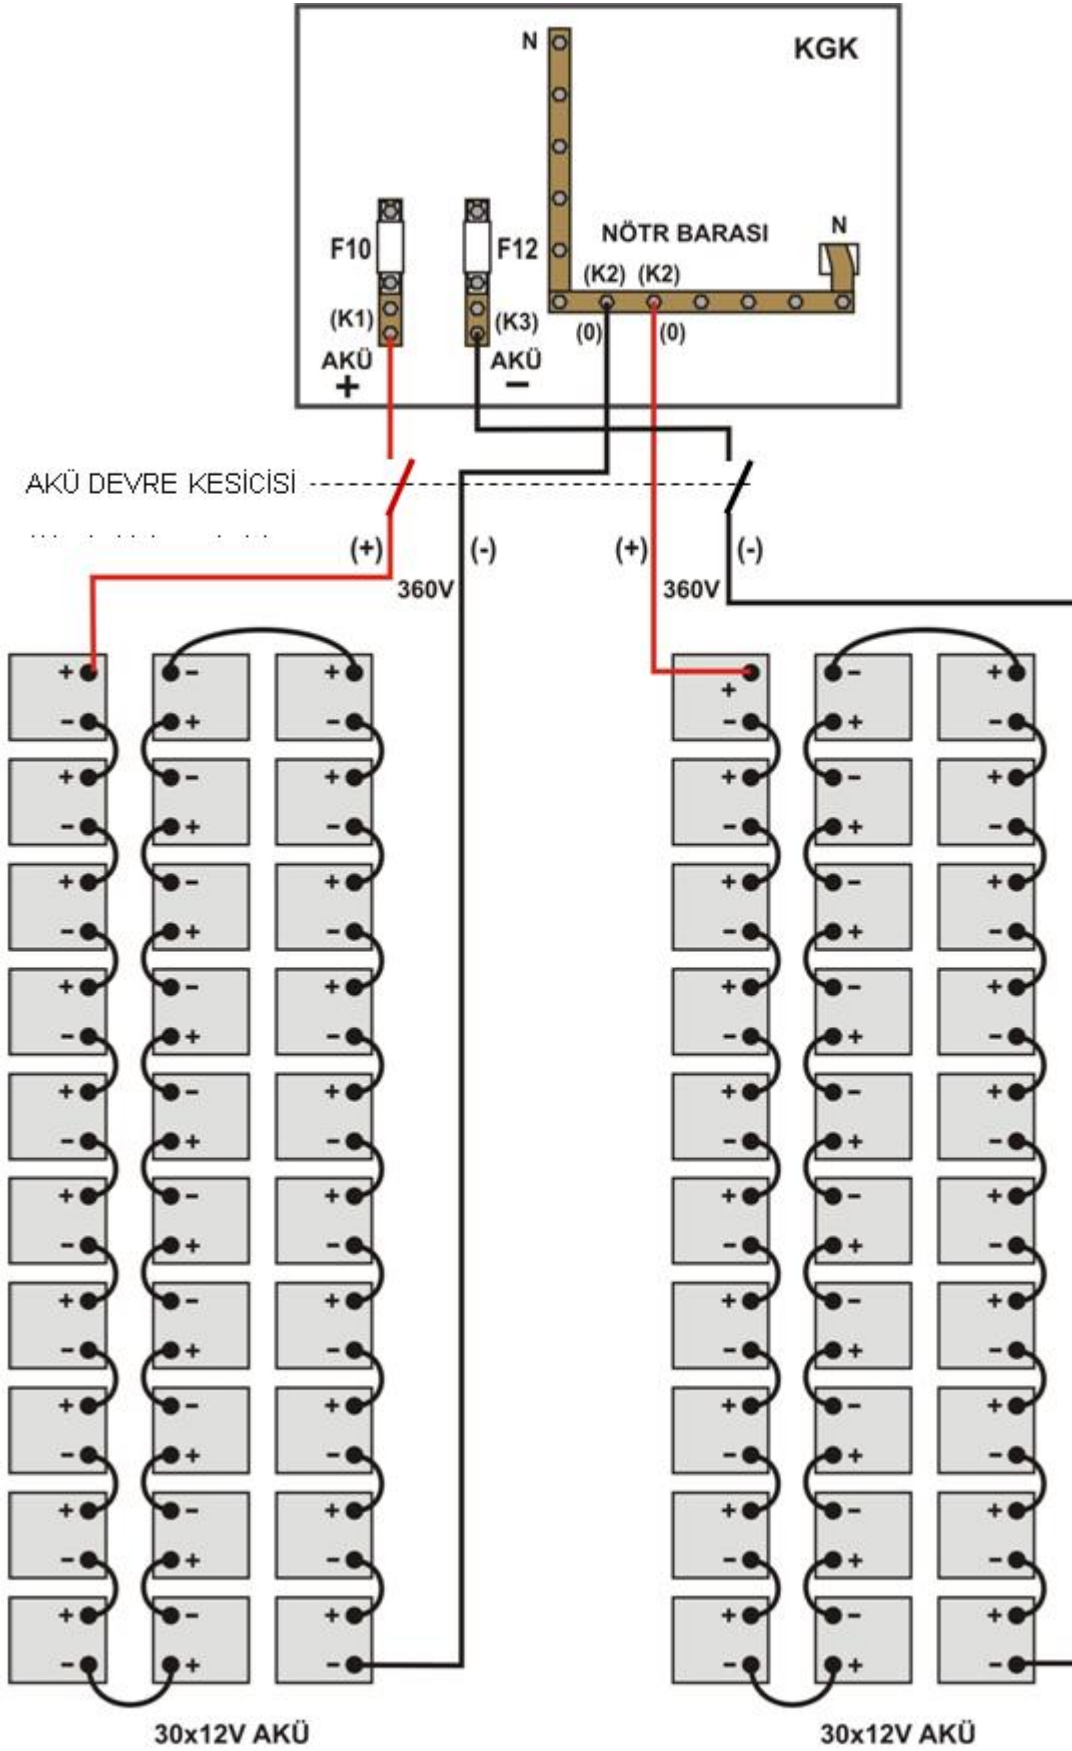 N
KGK
NÖTR BARASI
N
F10
F12
(K2) (K2)
(K1)
(K3)
(0)
(0)
AKÜ
+
AKÜ
−
AKÜ DEVRE KESİCİSİ
(+)
(-)
(+)
(-)
360V
360V
+ - +
- + -
+ - +
- + -
+ - +
- + -
+ - +
- + -
+ - +
- + -
+ - +
- + -
+ - +
- + -
+ - +
- + -
+ - +
- + -
+ - +
- + -
30x12V AKÜ
+ - +
- + -
+ - +
- + -
+ - +
- + -
+ - +
- + -
+ - +
- + -
+ - +
- + -
+ - +
- + -
+ - +
- + -
+ - +
- + -
+ - +
- + -
30x12V AKÜ